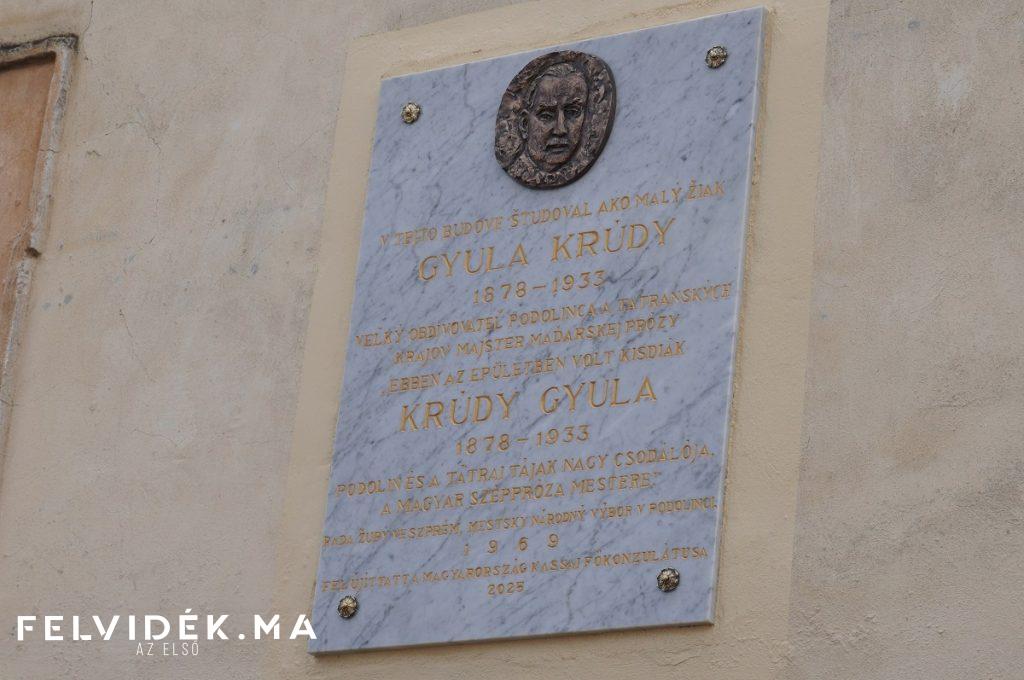 V TEJTO BUDOVE ŠTUDOVAL AKO MALÝ ŽIAK
GYULA KRÚDY
1878-1933
VEĽKÝ OBDIVOVATEĽ PODOLÍNCA A TATRANSKÝCH
KRAJOV MAJSTER MAĎARSKEJ PRÓZY
„EBBEN AZ ÉPÜLETBEN VOLT KISDIÁK
KRÚDY GYULA
1878-1933
PODOLIN ÉS A TÁTRAI TÁJAK NAGY CSODÁLÓJA,
A MAGYAR SZÉPPRÓZA MESTERE"
RADA ŽUPY VESZPRÉM, MESTSKÝ NÁRODNÝ VÝBOR V PODOLÍNCI,
1969
FELÚJÍTTATTA MAGYARORSZÁG KASSAI FŐKONZULÁTUSA
2025
FELVIDÉK.MA
AZ ELSŐ